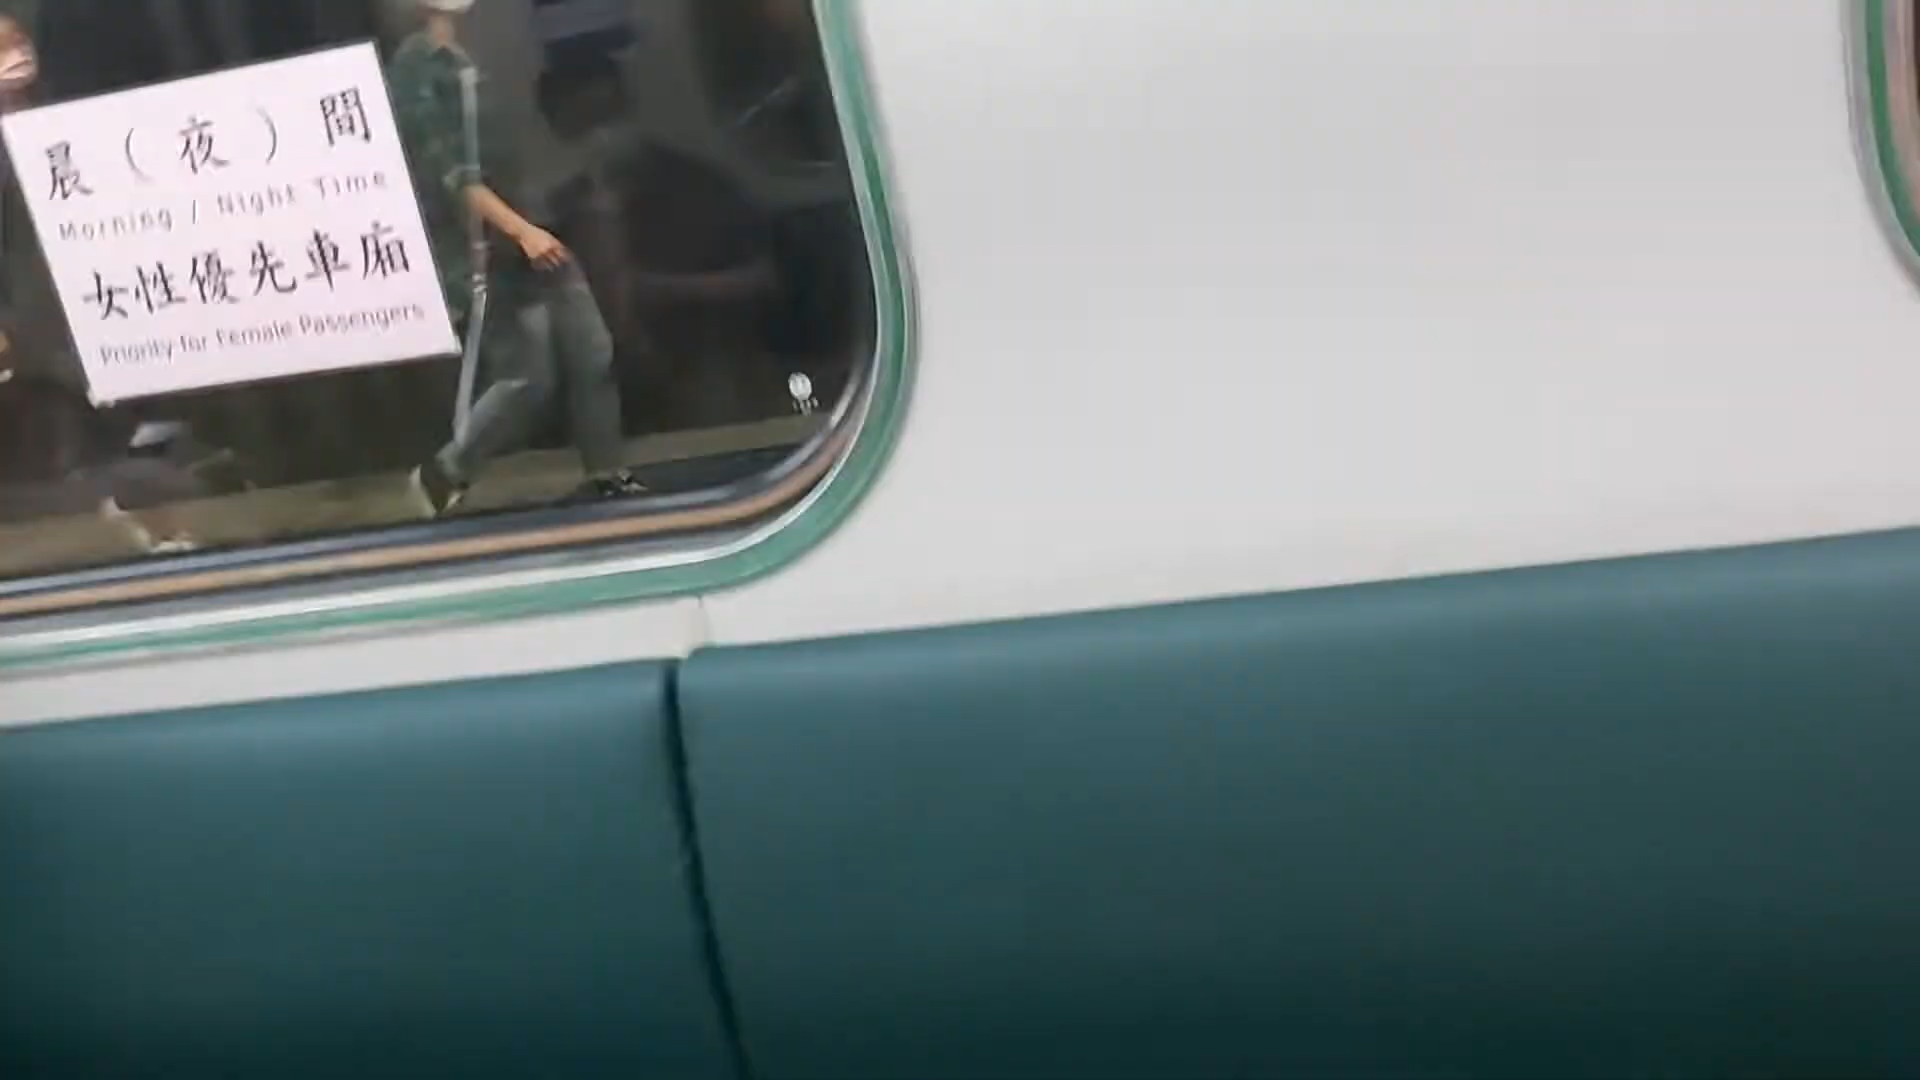 晨（夜）間
Morning / Night Time
女性優先車廂
Priority for Female Passengers